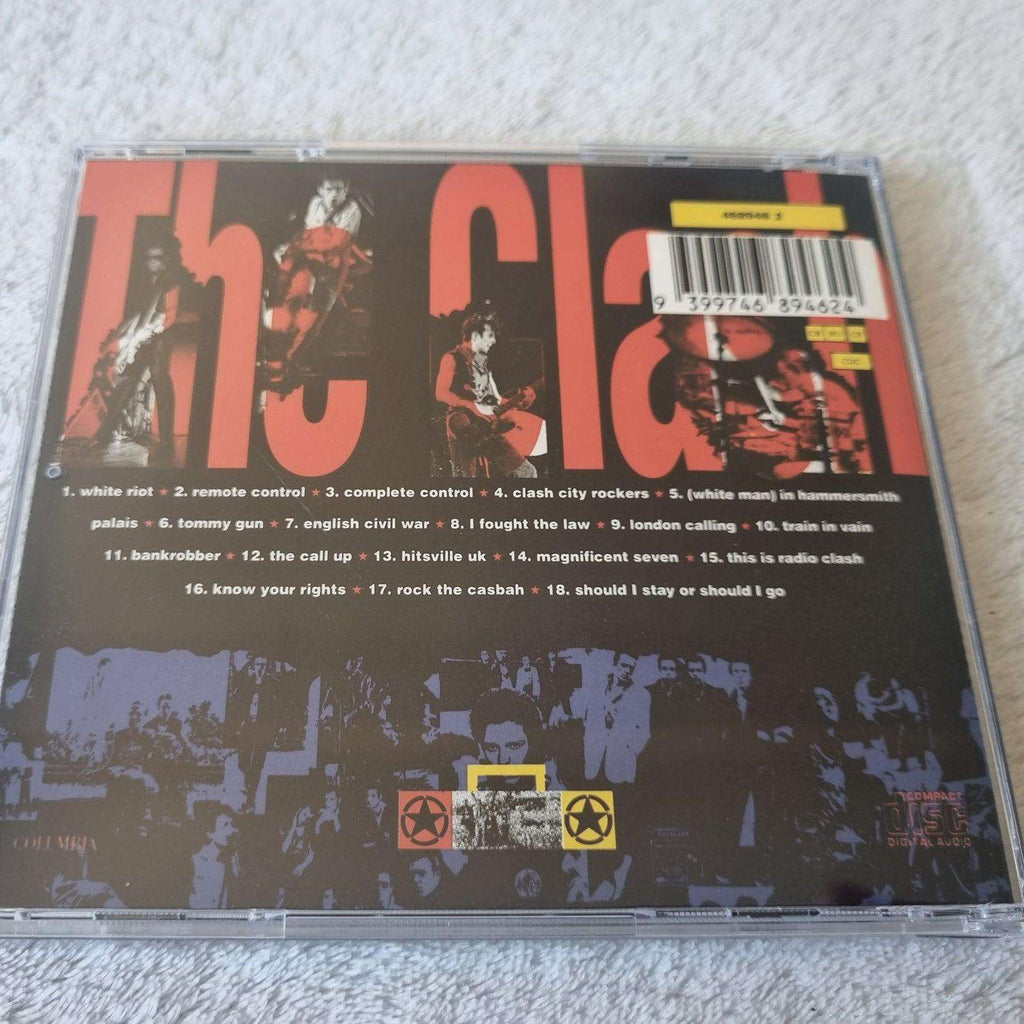 The Clash
468946 2
9 399746 894624
1. white riot ★ 2. remote control ★ 3. complete control ★ 4. clash city rockers ★ 5. (white man) in hammersmith
palais ★ 6. tommy gun ★ 7. english civil war ★ 8. I fought the law ★ 9. london calling ★ 10. train in vain
11. bankrobber ★ 12. the call up ★ 13. hitsville uk ★ 14. magnificent seven ★ 15. this is radio clash
16. know your rights ★ 17. rock the casbah ★ 18. should I stay or should I go
COLUMBIA
COMPACT
disc
DIGITAL AUDIO